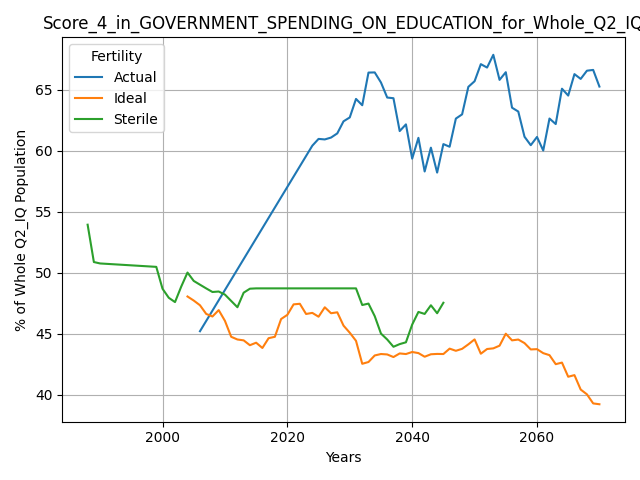 Score_4_in_GOVERNMENT_SPENDING_ON_EDUCATION_for_Whole_Q2_IQ
Fertility
Actual
Ideal
Sterile
% of Whole Q2_IQ Population
65
60
55
50
45
40
2000
2020
2040
2060
Years